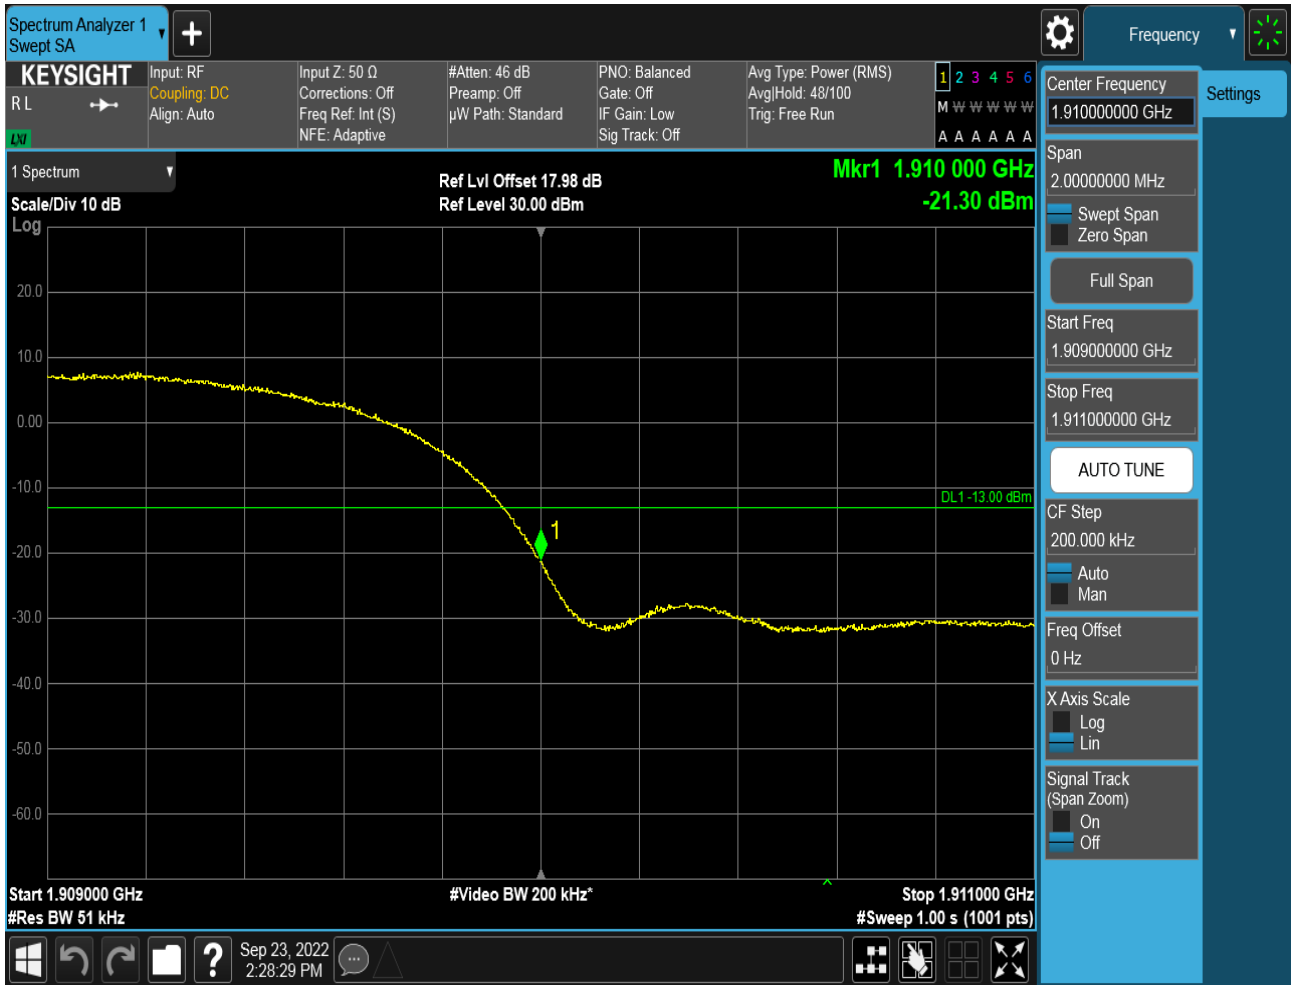 Spectrum Analyzer 1
Swept SA
Frequency
KEYSIGHT
R L
LXI
Input: RF
Coupling: DC
Align: Auto
Input Z: 50 Ω
Corrections: Off
Freq Ref: Int (S)
NFE: Adaptive
#Atten: 46 dB
Preamp: Off
µW Path: Standard
PNO: Balanced
Gate: Off
IF Gain: Low
Sig Track: Off
Avg Type: Power (RMS)
Avg|Hold: 48/100
Trig: Free Run
1 2 3 4 5 6
M W W W W W
A A A A A A
1 Spectrum
Scale/Div 10 dB
Log
Ref Lvl Offset 17.98 dB
Ref Level 30.00 dBm
Mkr1 1.910 000 GHz
-21.30 dBm
20.0
10.0
0.00
-10.0
-20.0
-30.0
-40.0
-50.0
-60.0
DL1 -13.00 dBm
1
Start 1.909000 GHz
#Res BW 51 kHz
#Video BW 200 kHz*
Stop 1.911000 GHz
#Sweep 1.00 s (1001 pts)
Center Frequency
1.910000000 GHz
Settings
Span
2.00000000 MHz
Swept Span
Zero Span
Full Span
Start Freq
1.909000000 GHz
Stop Freq
1.911000000 GHz
AUTO TUNE
CF Step
200.000 kHz
Auto
Man
Freq Offset
0 Hz
X Axis Scale
Log
Lin
Signal Track
(Span Zoom)
On
Off
?
Sep 23, 2022
2:28:29 PM